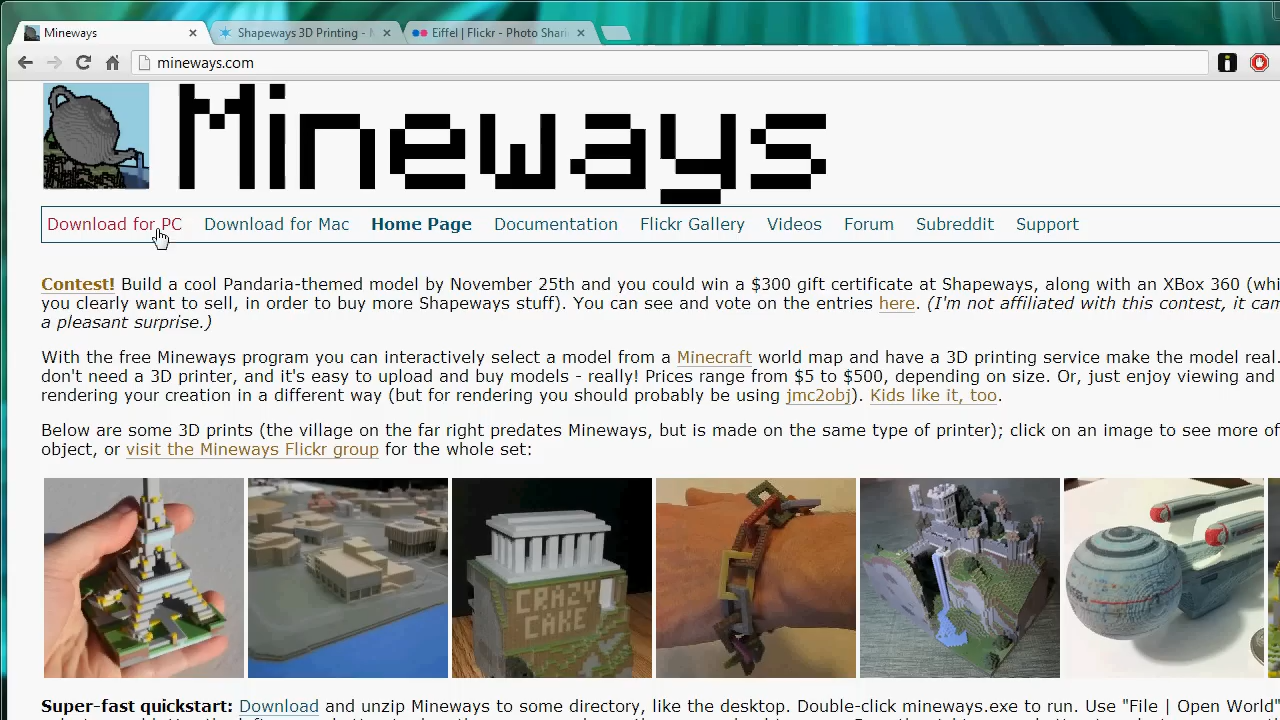 Mineways
Shapeways 3D Printing -
Eiffel | Flickr - Photo Shari
mineways.com
Mineways
Download for PC Download for Mac Home Page Documentation Flickr Gallery Videos Forum Subreddit Support
Contest! Build a cool Pandaria-themed model by November 25th and you could win a $300 gift certificate at Shapeways, along with an XBox 360 (whi
you clearly want to sell, in order to buy more Shapeways stuff). You can see and vote on the entries here. (I'm not affiliated with this contest, it can
a pleasant surprise.)
With the free Mineways program you can interactively select a model from a Minecraft world map and have a 3D printing service make the model real.
don't need a 3D printer, and it's easy to upload and buy models - really! Prices range from $5 to $500, depending on size. Or, just enjoy viewing and
rendering your creation in a different way (but for rendering you should probably be using jmc2obj). Kids like it, too.
Below are some 3D prints (the village on the far right predates Mineways, but is made on the same type of printer); click on an image to see more of
object, or visit the Mineways Flickr group for the whole set:
CRAZY
CAKE
Super-fast quickstart: Download and unzip Mineways to some directory, like the desktop. Double-click mineways.exe to run. Use "File | Open World"